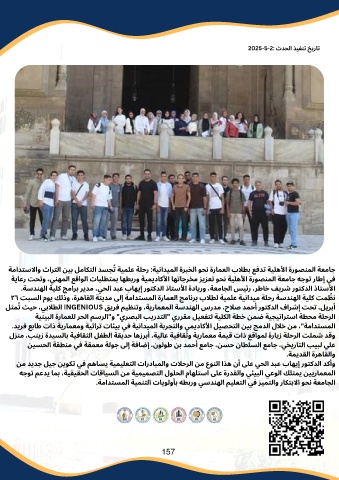 تاريخ تنفيذ الحدث :2-5-2025
جامعة المنصورة الأهلية تدفع بطلاب العمارة نحو الخبرة الميدانية: رحلة علمية تُجسد التكامل بين التراث والاستدامة
في إطار توجه جامعة المنصورة الأهلية نحو تعزيز مخرجاتها الأكاديمية وربطها بمتطلبات الواقع المهني، وتحت رعاية
الأستاذ الدكتور شريف خاطر، رئيس الجامعة، وريادة الأستاذ الدكتور إيهاب عبد الحي، مدير برامج كلية الهندسة.
نظّمت كلية الهندسة رحلة ميدانية علمية لطلاب برنامج العمارة المستدامة إلى مدينة القاهرة، وذلك يوم السبت ٢٦
أبريل، تحت إشراف الدكتور أحمد صلاح، مدرس الهندسة المعمارية، وتنظيم فريق INGENIOUS الطلابي، حيث تُمثل
الرحلة محطة استراتيجية ضمن خطة الكلية لتفعيل مقرري "التدريب البصري" و"الرسم الحر للعمارة البيئية
المستدامة"، من خلال الدمج بين التحصيل الأكاديمي والتجربة الميدانية في بيئات تراثية ومعمارية ذات طابع فريد.
وقد شملت الرحلة زيارة لمواقع ذات قيمة معمارية وثقافية عالية، أبرزها حديقة الطفل الثقافية بالسيدة زينب، منزل
علي لبيب التاريخي، جامع السلطان حسن، جامع أحمد بن طولون، إضافة إلى جولة معمقة في منطقة الحسين
والقاهرة القديمة.
وأكد الدكتور إيهاب عبد الحي على أن هذا النوع من الرحلات والمبادرات التعليمية يساهم في تكوين جيل جديد من
المعماريين يمتلك الوعي البيئي والقدرة على استلهام الحلول التصميمية من السياقات الحقيقية، بما يدعم توجه
الجامعة نحو الابتكار والتميز في التعليم الهندسي وربطه بأولويات التنمية المستدامة.
157